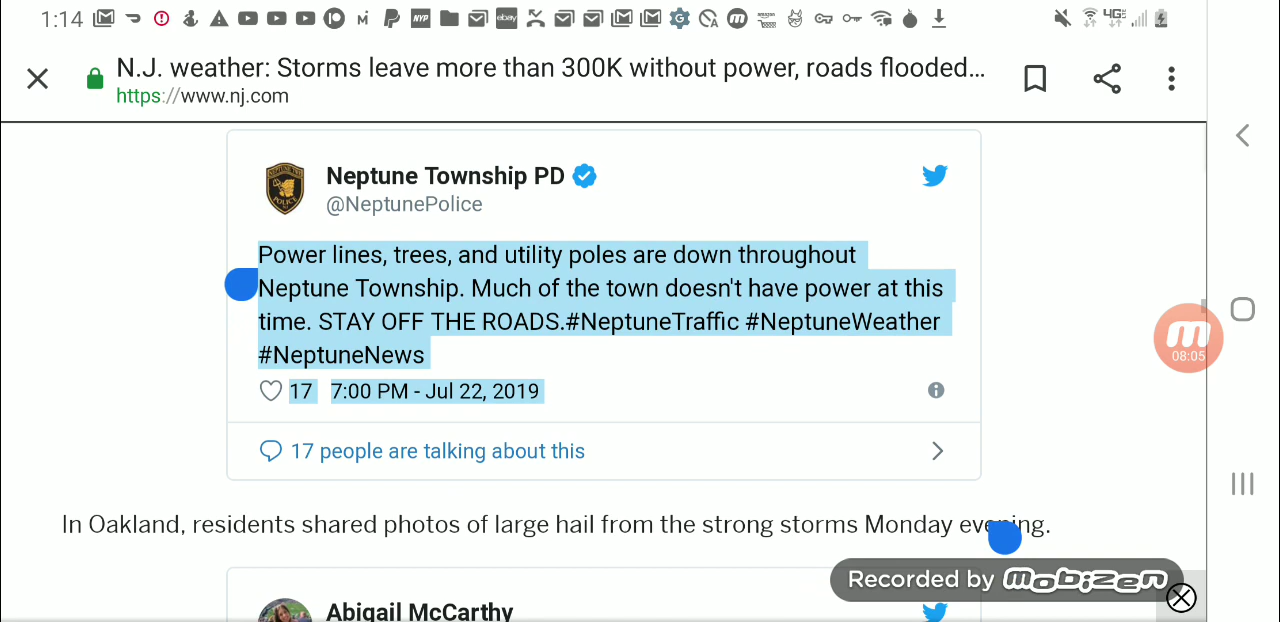 1:14
NYP
ebay
4GE
N.J. weather: Storms leave more than 300K without power, roads flooded...
https://www.nj.com
Neptune Township PD
@NeptunePolice
Power lines, trees, and utility poles are down throughout
Neptune Township. Much of the town doesn't have power at this
time. STAY OFF THE ROADS.#NeptuneTraffic #NeptuneWeather
#NeptuneNews
17 7:00 PM - Jul 22, 2019
17 people are talking about this
08:05
In Oakland, residents shared photos of large hail from the strong storms Monday evening.
Recorded by mobizen
Abigail McCarthy